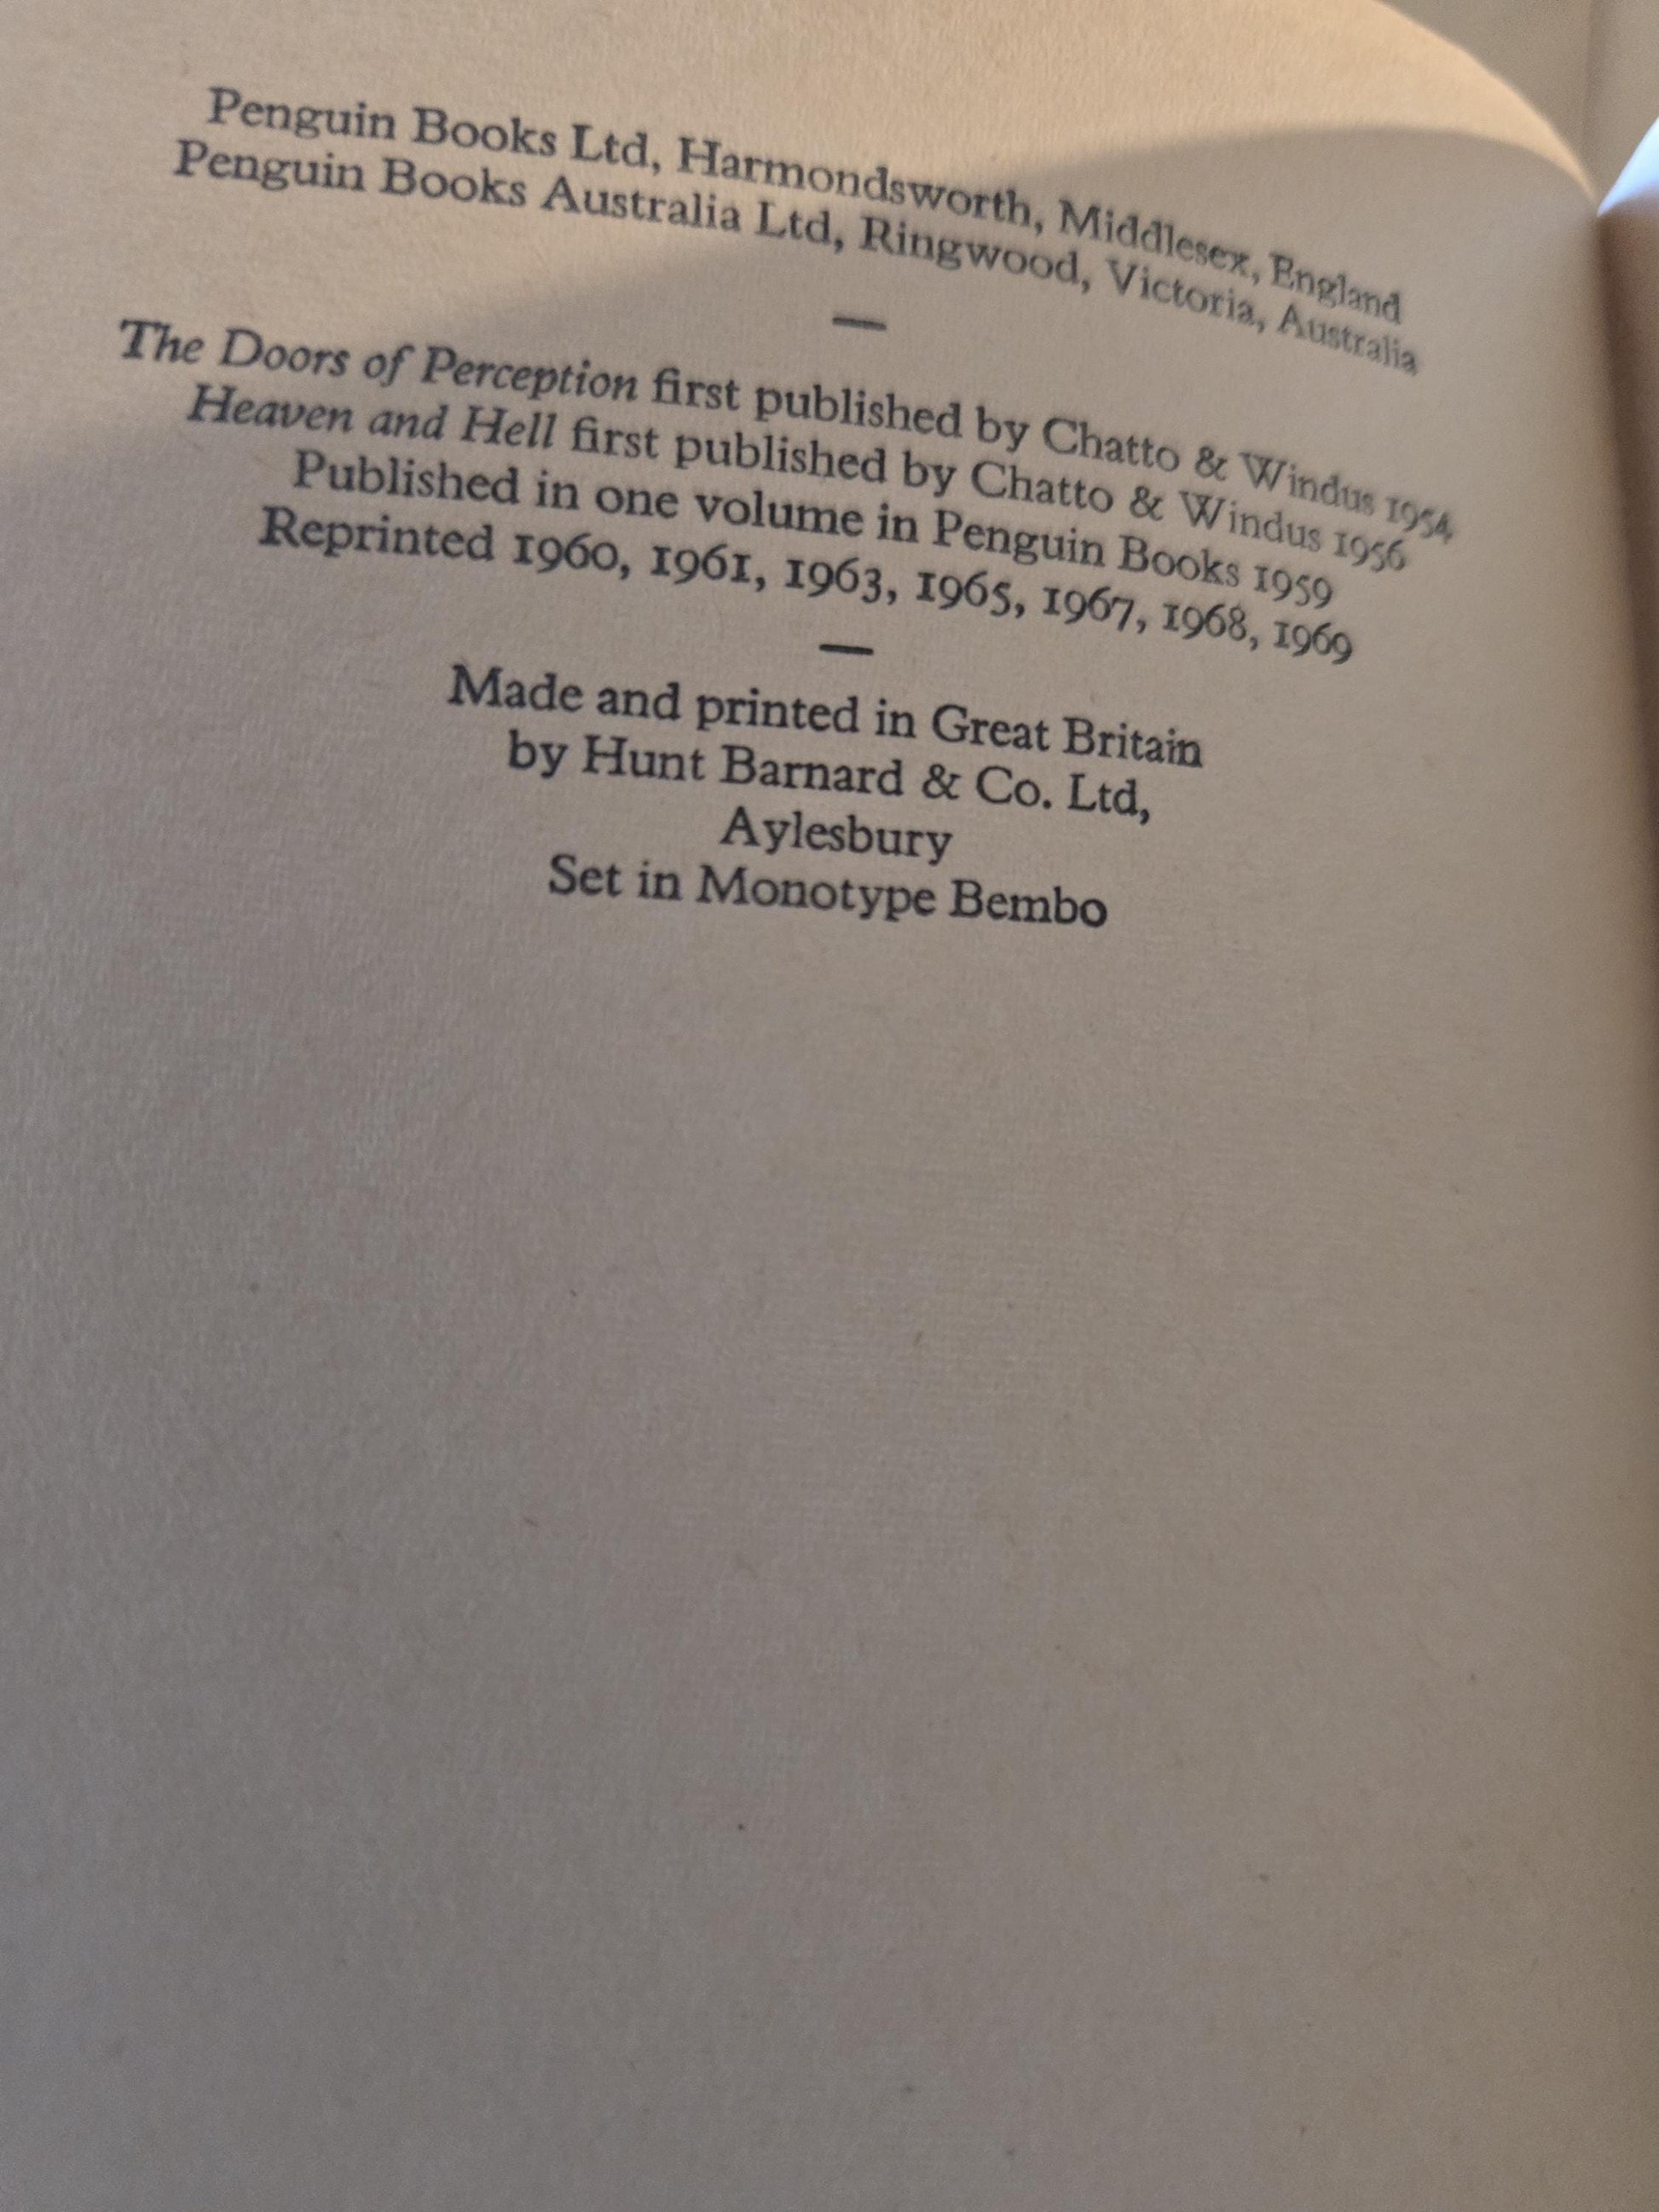 Penguin Books Ltd, Harmondsworth, Middlesex, England
Penguin Books Australia Ltd, Ringwood, Victoria, Australia
—
The Doors of Perception first published by Chatto & Windus 1954
Heaven and Hell first published by Chatto & Windus 1956
Published in one volume in Penguin Books 1959
Reprinted 1960, 1961, 1963, 1965, 1967, 1968, 1969
—
Made and printed in Great Britain
by Hunt Barnard & Co. Ltd,
Aylesbury
Set in Monotype Bembo